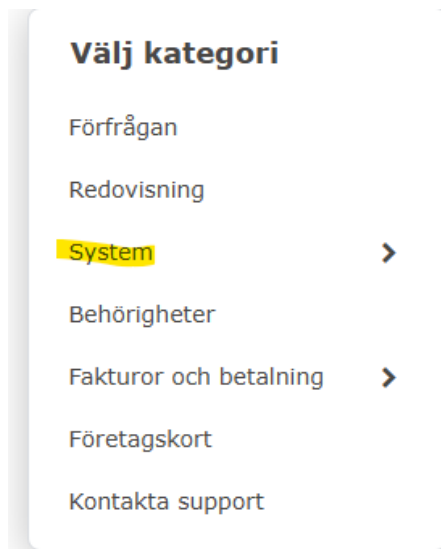 Välj kategori
Förfrågan
Redovisning
System
Behörigheter
Fakturor och betalning
Företagskort
Kontakta support